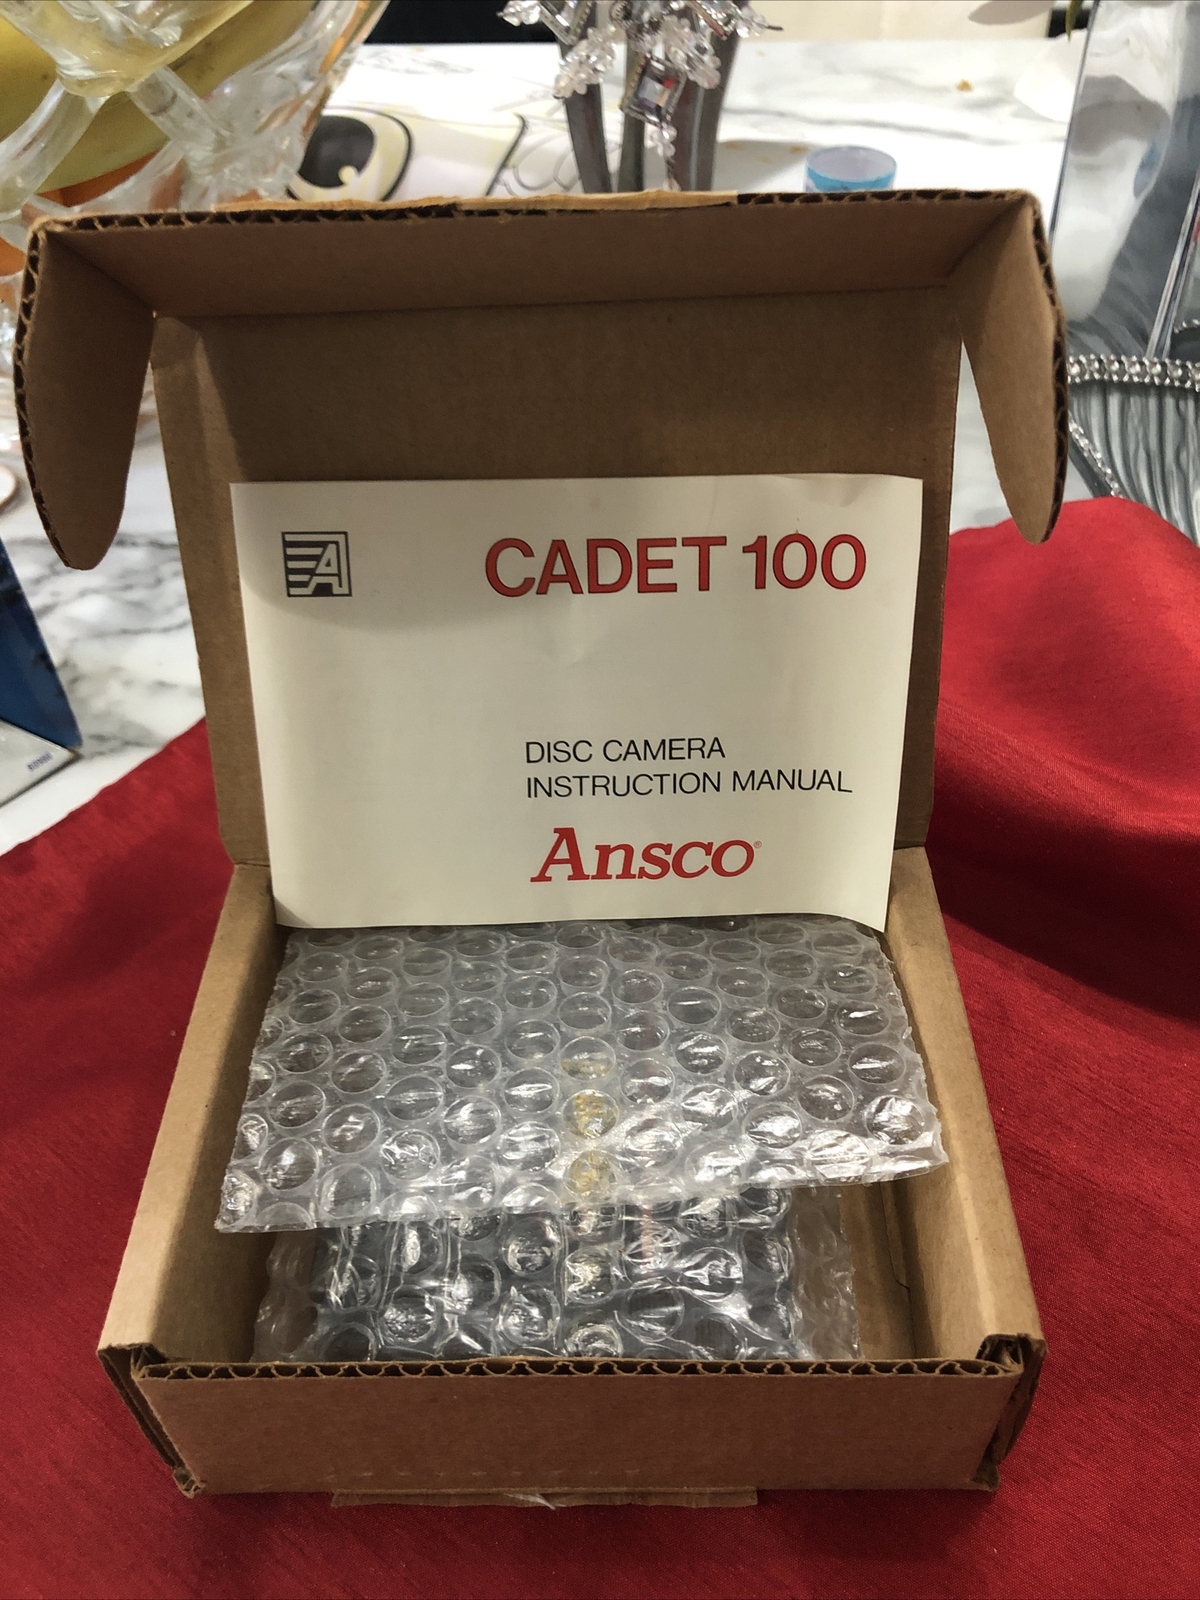 A
CADET 100
DISC CAMERA
INSTRUCTION MANUAL
Ansco®